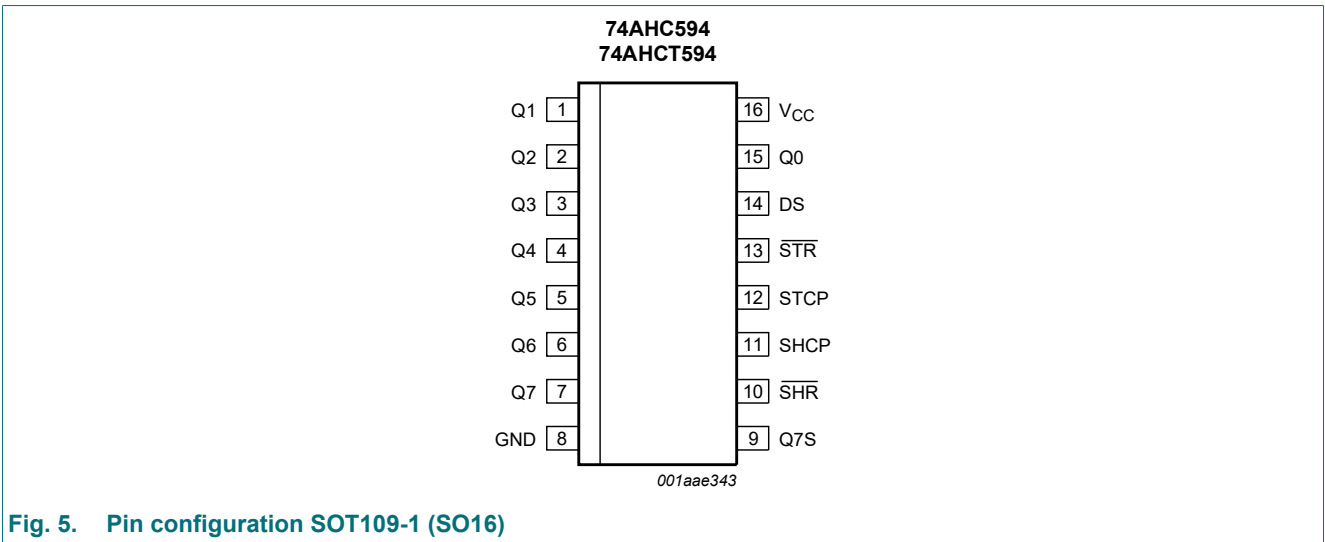 74AHC594
74AHCT594
Q1 1 16 VCC
Q2 2 15 Q0
Q3 3 14 DS
Q4 4 13 S̅T̅R̅
Q5 5 12 STCP
Q6 6 11 SHCP
Q7 7 10 S̅H̅R̅
GND 8 9 Q7S
001aae343
Fig. 5. Pin configuration SOT109-1 (SO16)